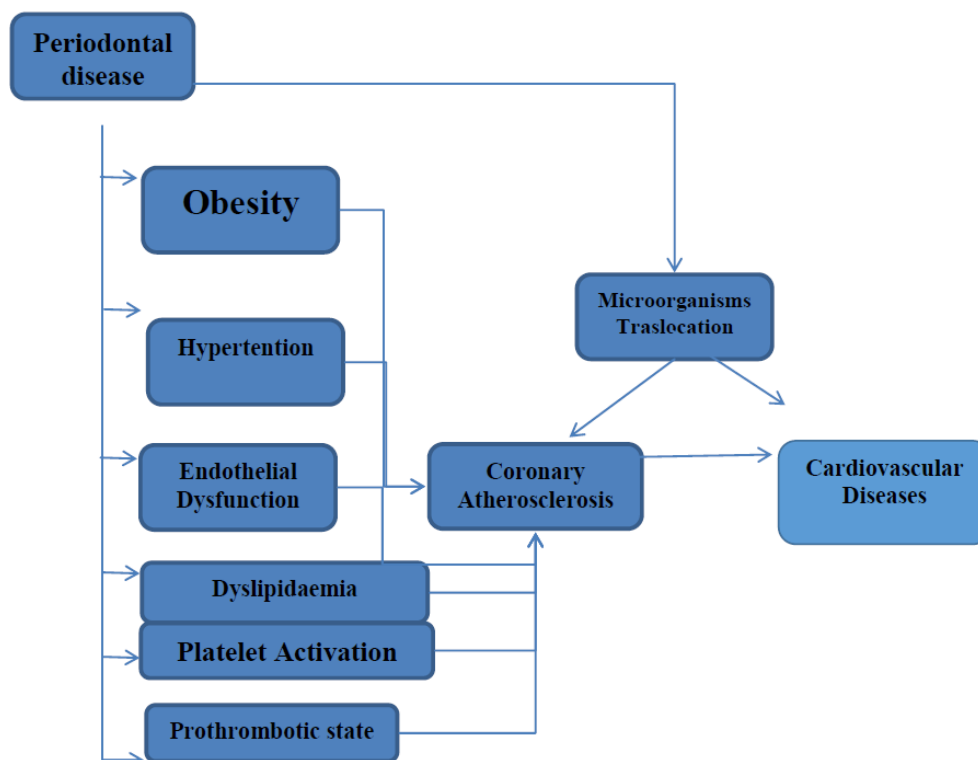 Periodontal
disease
Obesity
Microorganisms
Traslocation
Hypertention
Endothelial
Dysfunction
Coronary
Atherosclerosis
Cardiovascular
Diseases
Dyslipidaemia
Platelet Activation
Prothrombotic state